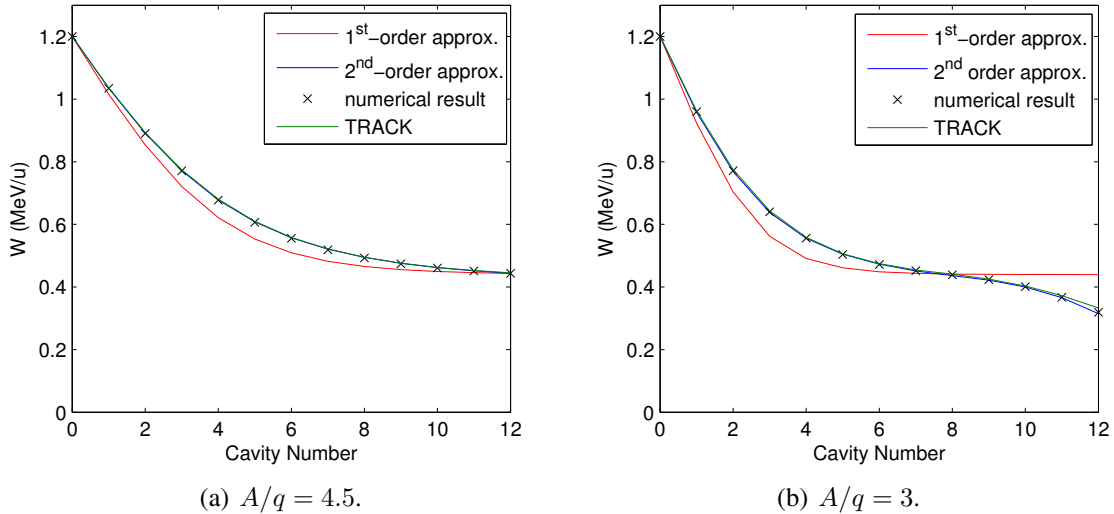 1st−order approx.
2nd−order approx.
numerical result
TRACK
W (MeV/u)
1.2
1
0.8
0.6
0.4
0.2
0
0 2 4 6 8 10 12
Cavity Number
(a) A/q = 4.5.
1st−order approx.
2nd order approx.
numerical result
TRACK
W (MeV/u)
1.2
1
0.8
0.6
0.4
0.2
0
0 2 4 6 8 10 12
Cavity Number
(b) A/q = 3.